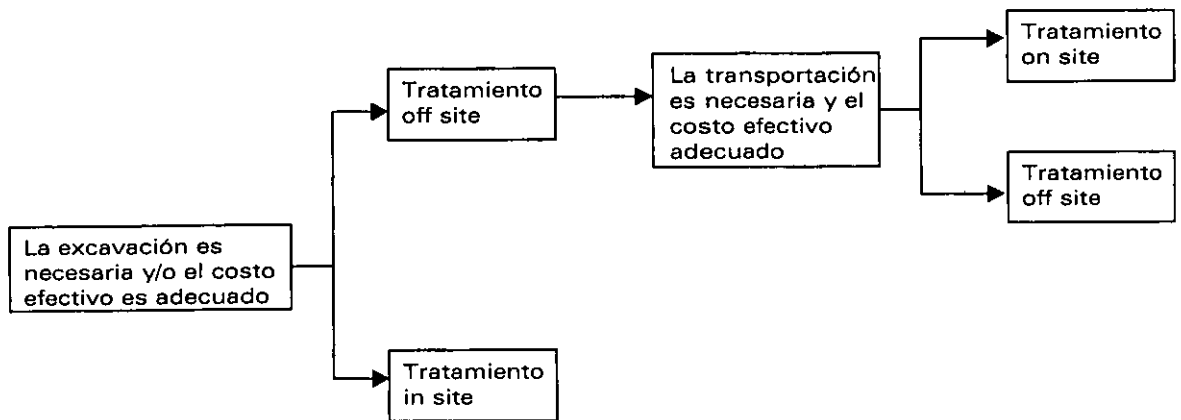 La excavación es
necesaria y/o el costo
efectivo es adecuado
Tratamiento
off site
Tratamiento
in site
La transportación
es necesaria y el
costo efectivo
adecuado
Tratamiento
on site
Tratamiento
off site